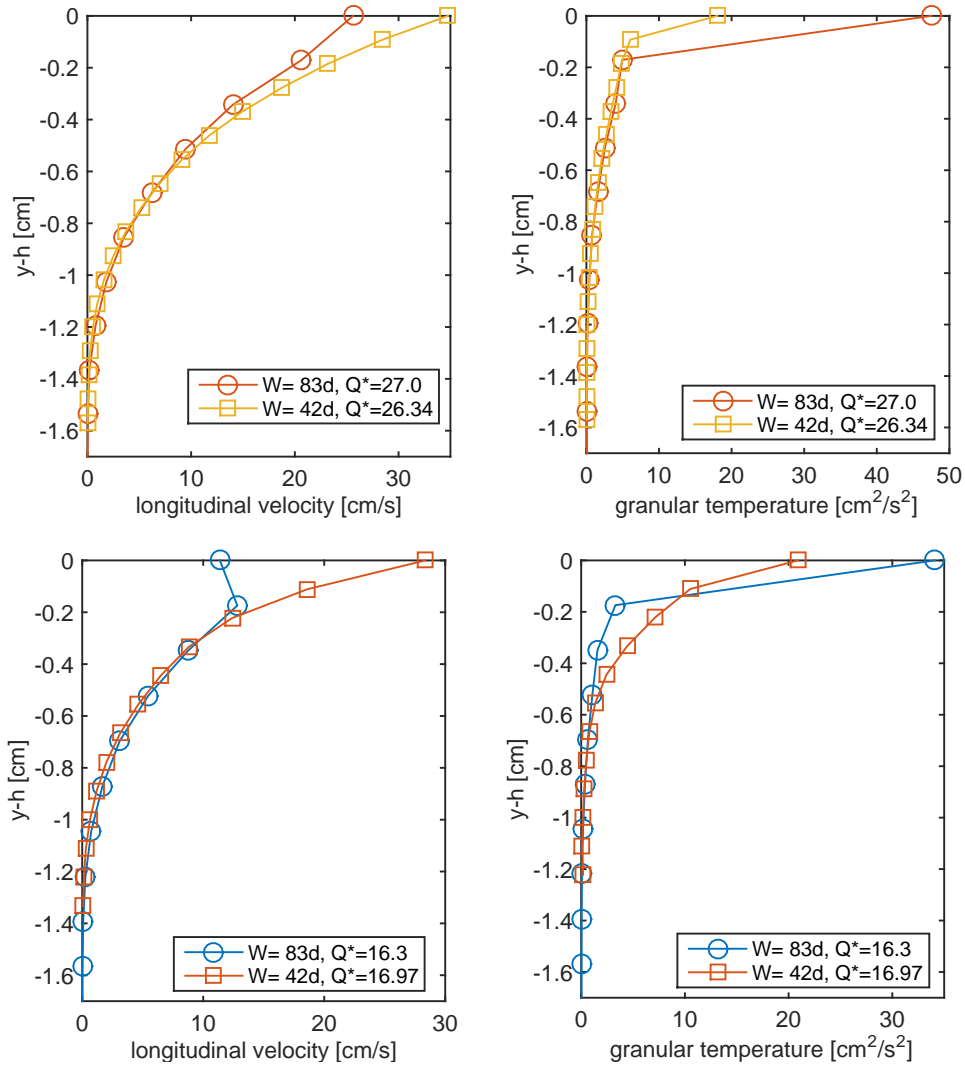 0
-0.2
-0.4
-0.6
-0.8
-1
-1.2
-1.4
-1.6
y-h [cm]
W= 83d, Q*=27.0
W= 42d, Q*=26.34
0 10 20 30
longitudinal velocity [cm/s]
0
-0.2
-0.4
-0.6
-0.8
-1
-1.2
-1.4
-1.6
y-h [cm]
W= 83d, Q*=27.0
W= 42d, Q*=26.34
0 10 20 30 40 50
granular temperature [cm²/s²]
0
-0.2
-0.4
-0.6
-0.8
-1
-1.2
-1.4
-1.6
y-h [cm]
W= 83d, Q*=16.3
W= 42d, Q*=16.97
0 10 20 30
longitudinal velocity [cm/s]
0
-0.2
-0.4
-0.6
-0.8
-1
-1.2
-1.4
-1.6
y-h [cm]
W= 83d, Q*=16.3
W= 42d, Q*=16.97
0 10 20 30
granular temperature [cm²/s²]